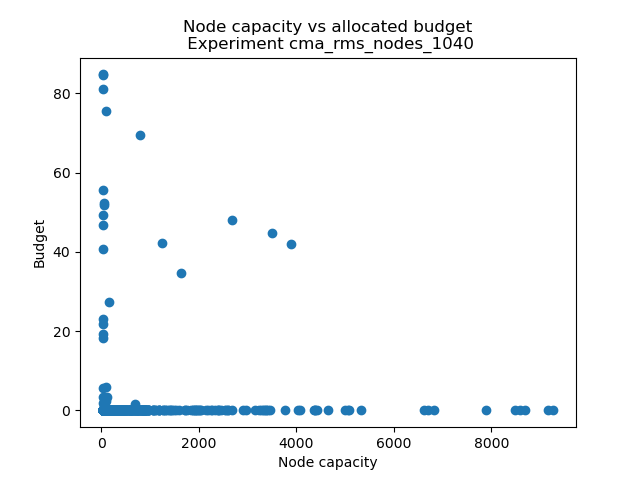 Node capacity vs allocated budget
Experiment cma_rms_nodes_1040
Budget
80
60
40
20
0
0 2000 4000 6000 8000
Node capacity